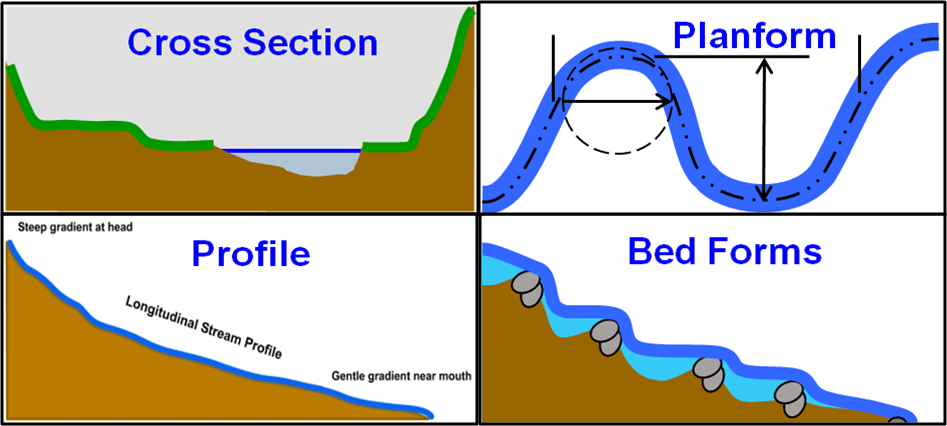 Cross Section
Planform
Steep gradient at head
Profile
Longitudinal Stream Profile
Gentle gradient near mouth
Bed Forms